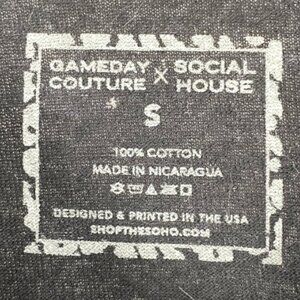 GAMEDAY COUTURE × SOCIAL HOUSE
S
100% COTTON
MADE IN NICARAGUA
DESIGNED & PRINTED IN THE USA
SHOPTHESOHO.COM